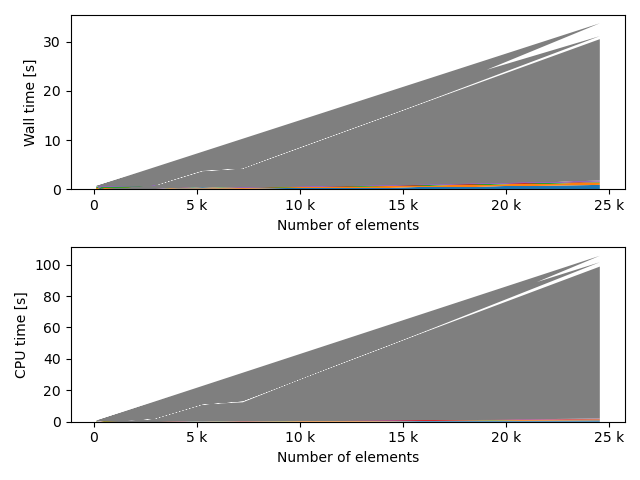 Wall time [s]
30
20
10
0
0 5 k 10 k 15 k 20 k 25 k
Number of elements
CPU time [s]
100
80
60
40
20
0
0 5 k 10 k 15 k 20 k 25 k
Number of elements